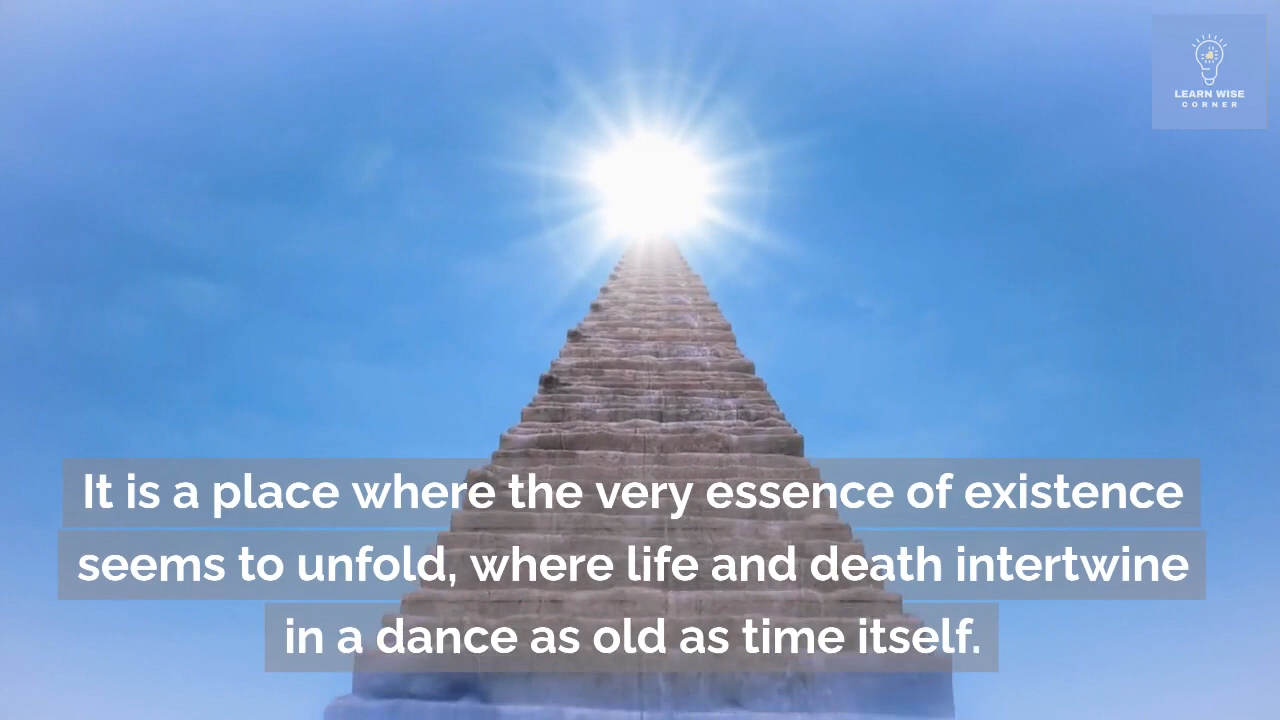 LEARN WISE
CORNER
It is a place where the very essence of existence
seems to unfold, where life and death intertwine
in a dance as old as time itself.